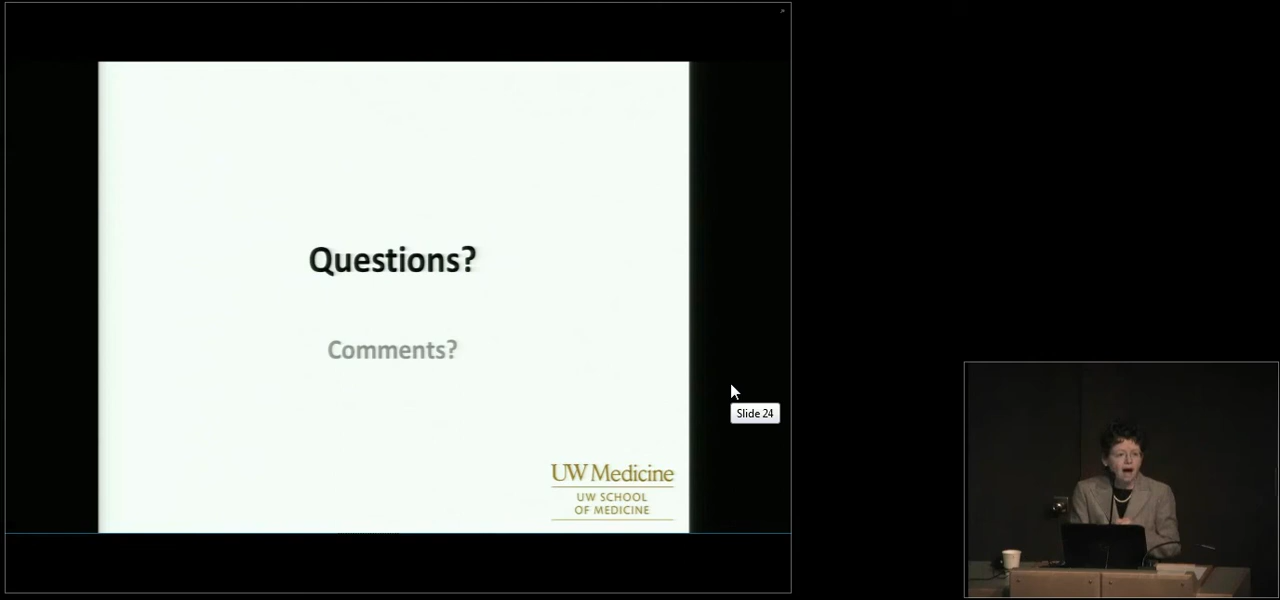 Questions?
Comments?
Slide 24
UW Medicine
UW SCHOOL
OF MEDICINE